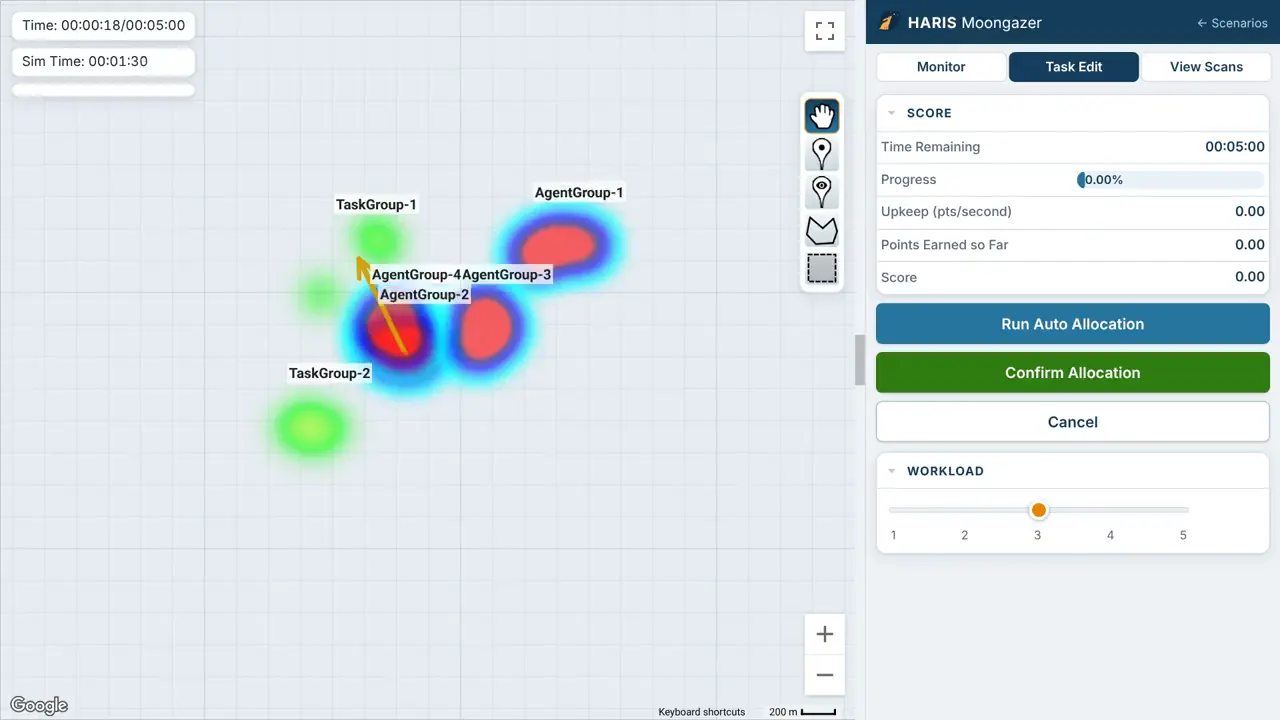 Time: 00:00:18/00:05:00
Sim Time: 00:01:30
TaskGroup-1
AgentGroup-1
AgentGroup-4
AgentGroup-3
AgentGroup-2
TaskGroup-2
Google
Keyboard shortcuts
200 m
HARIS Moongazer
← Scenarios
Monitor
Task Edit
View Scans
SCORE
Time Remaining 00:05:00
Progress 0.00%
Upkeep (pts/second) 0.00
Points Earned so Far 0.00
Score 0.00
Run Auto Allocation
Confirm Allocation
Cancel
WORKLOAD
1 2 3 4 5